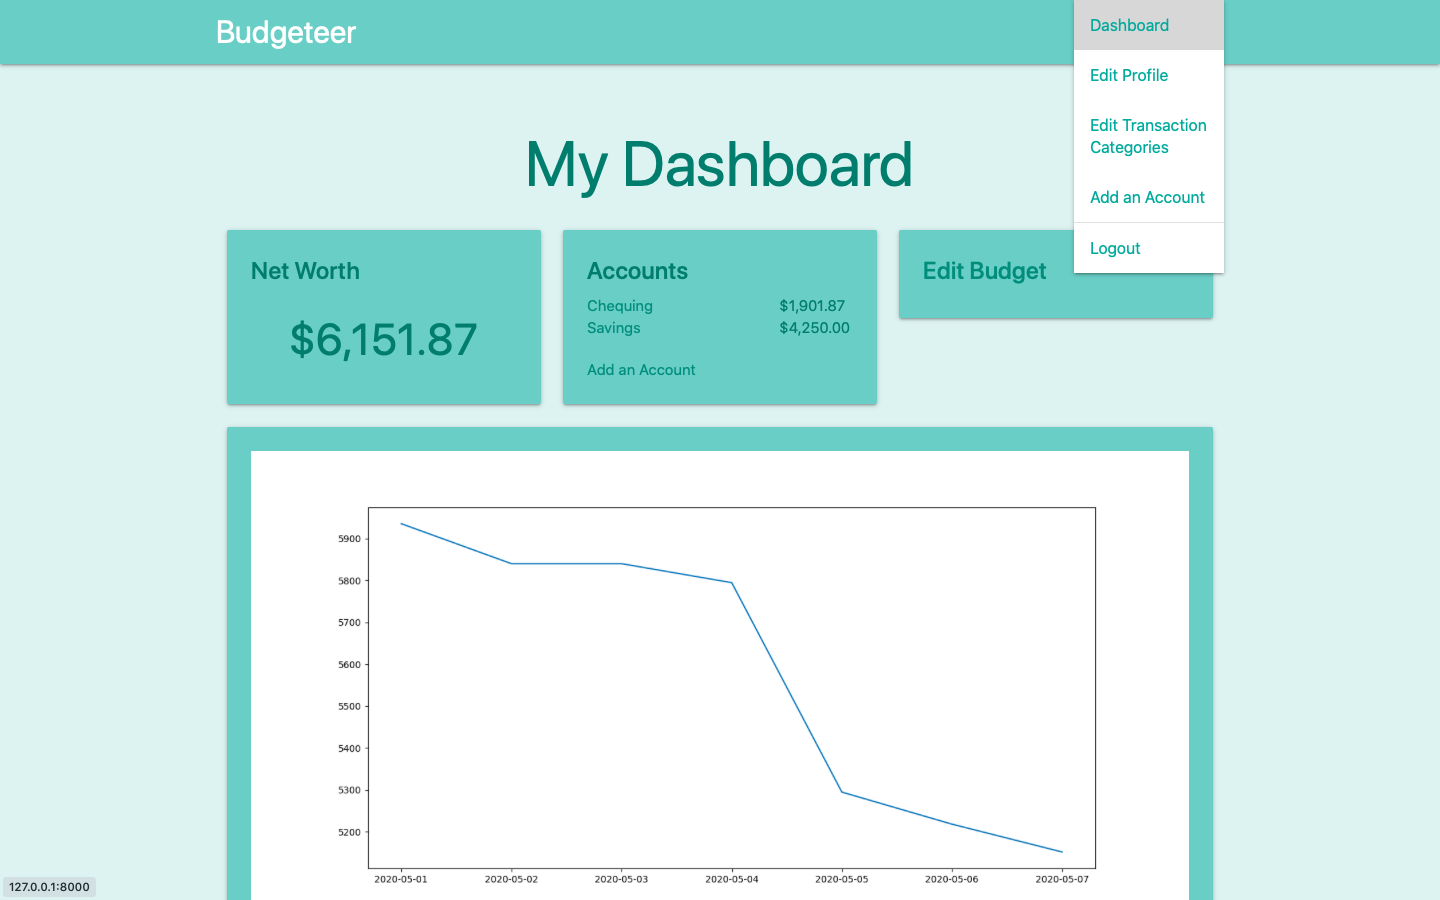 Budgeteer
Dashboard
Edit Profile
Edit Transaction
Categories
Add an Account
Logout
My Dashboard
Net Worth
$6,151.87
Accounts
Chequing $1,901.87
Savings $4,250.00
Add an Account
Edit Budget
5900
5800
5700
5600
5500
5400
5300
5200
2020-05-01 2020-05-02 2020-05-03 2020-05-04 2020-05-05 2020-05-06 2020-05-07
127.0.0.1:8000